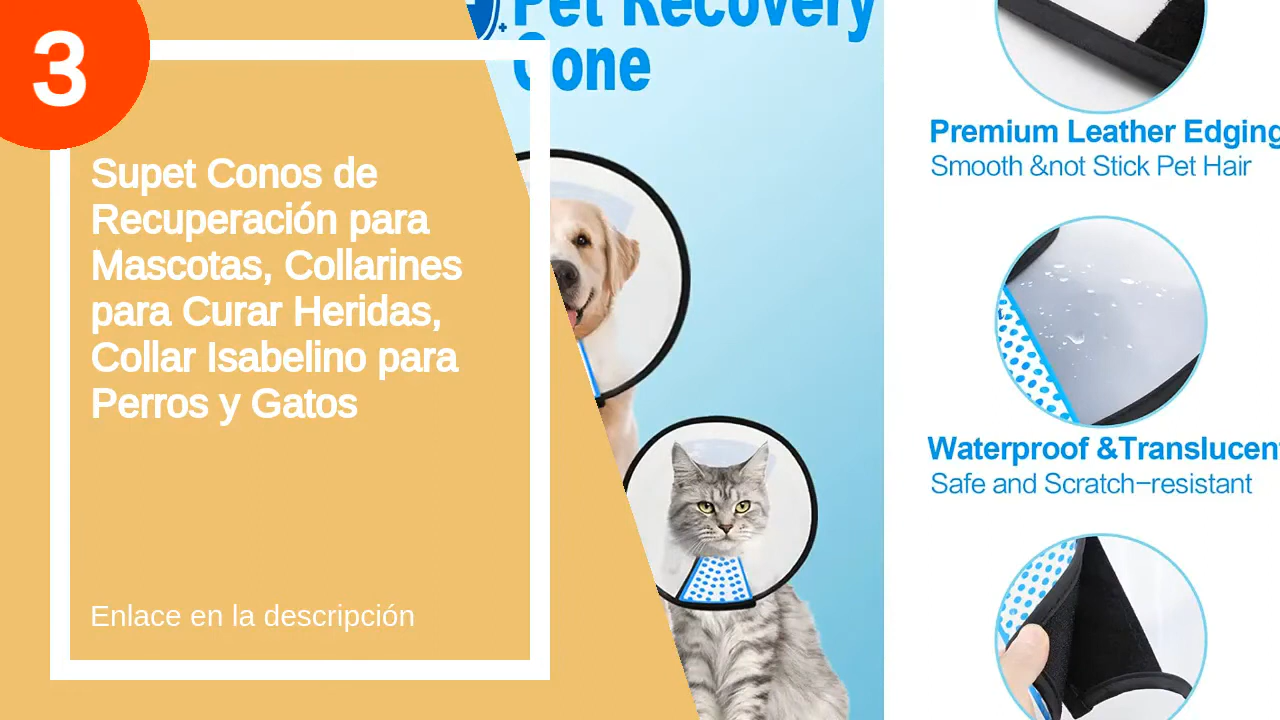 3
Supet Conos de
Recuperación para
Mascotas, Collarines
para Curar Heridas,
Collar Isabelino para
Perros y Gatos
Enlace en la descripción
Pet Recovery
Cone
Premium Leather Edging
Smooth &not Stick Pet Hair
Waterproof &Translucent
Safe and Scratch-resistant